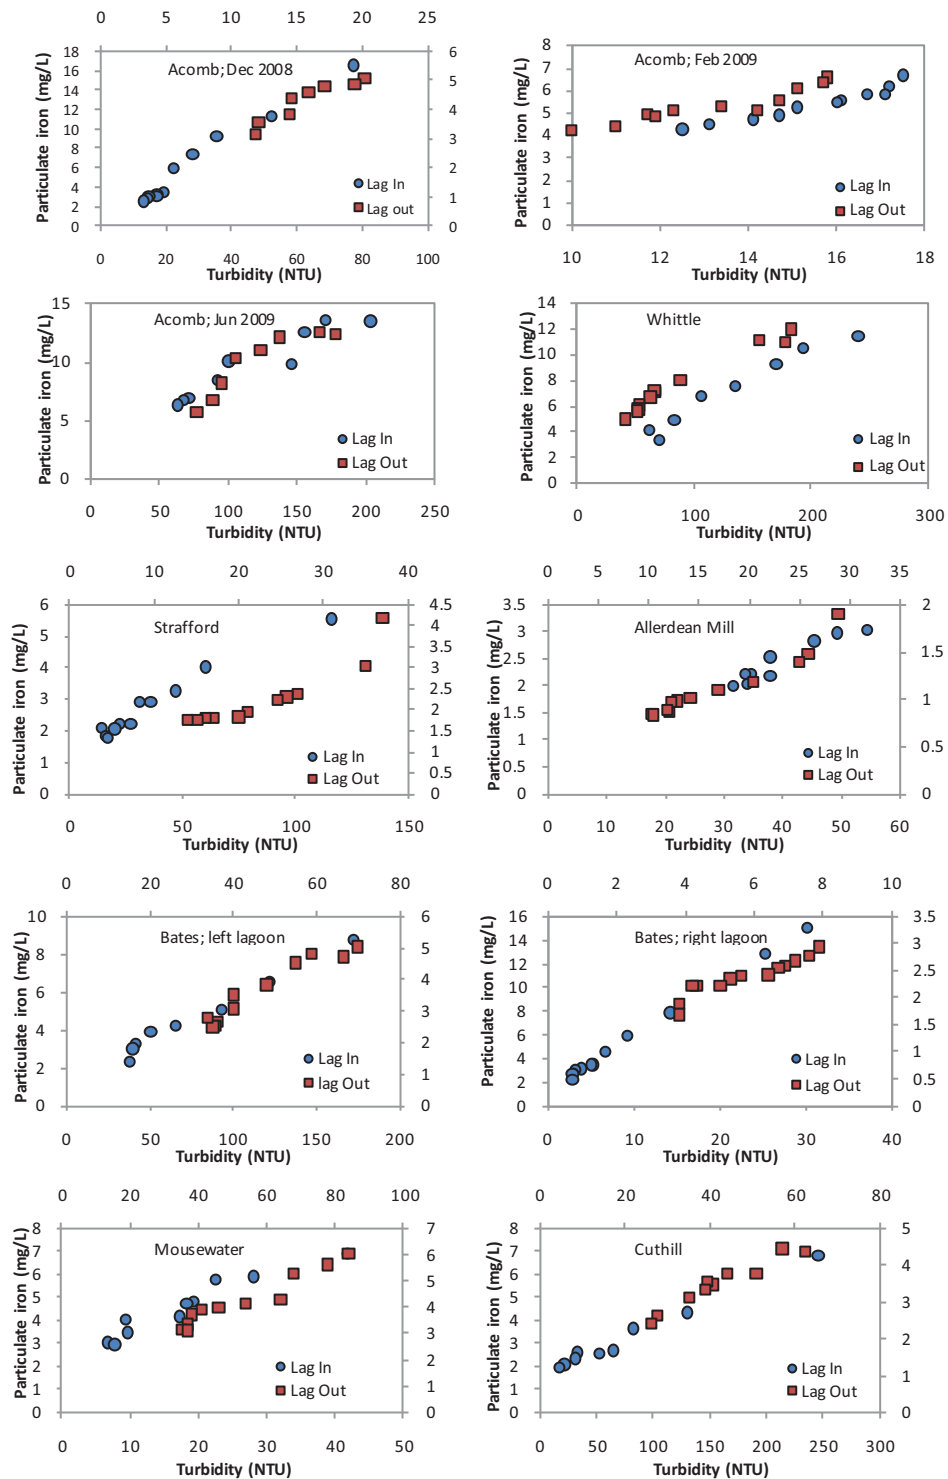 0 5 10 15 20 25
18 16 14 12 10 8 6 4 2 0
Particulate iron (mg/L)
Acomb; Dec 2008
Lag In
Lag out
6 5 4 3 2 1 0
0 20 40 60 80 100
Turbidity (NTU)
8 7 6 5 4 3 2 1 0
Particulate iron (mg/L)
Acomb; Feb 2009
Lag In
Lag Out
10 12 14 16 18
Turbidity (NTU)
15 10 5 0
Particulate iron (mg/L)
Acomb; Jun 2009
Lag In
Lag Out
0 50 100 150 200 250
Turbidity (NTU)
14 12 10 8 6 4 2 0
Particulate iron (mg/L)
Whittle
Lag In
Lag Out
0 100 200 300
Turbidity (NTU)
0 10 20 30 40
6 5 4 3 2 1 0
Particulate iron (mg/L)
Strafford
Lag In
Lag Out
4.5 4 3.5 3 2.5 2 1.5 1 0.5 0
0 50 100 150
Turbidity (NTU)
0 5 10 15 20 25 30 35
3.5 3 2.5 2 1.5 1 0.5 0
Particulate iron (mg/L)
Allerdean Mill
Lag In
Lag Out
2 1.5 1 0.5 0
0 10 20 30 40 50 60
Turbidity (NTU)
0 20 40 60 80
10 8 6 4 2 0
Particulate iron (mg/L)
Bates; left lagoon
Lag In
lag Out
6 5 4 3 2 1 0
0 50 100 150 200
Turbidity (NTU)
0 2 4 6 8 10
16 14 12 10 8 6 4 2 0
Particulate iron (mg/L)
Bates; right lagoon
Lag In
Lag Out
3.5 3 2.5 2 1.5 1 0.5 0
0 10 20 30 40
Turbidity (NTU)
0 20 40 60 80 100
8 7 6 5 4 3 2 1 0
Particulate iron (mg/L)
Mousewater
Lag In
Lag Out
7 6 5 4 3 2 1 0
0 10 20 30 40 50
Turbidity (NTU)
0 20 40 60 80
8 7 6 5 4 3 2 1 0
Particulate iron (mg/L)
Cuthill
Lag In
Lag Out
5 4 3 2 1 0
0 50 100 150 200 250 300
Turbidity (NTU)